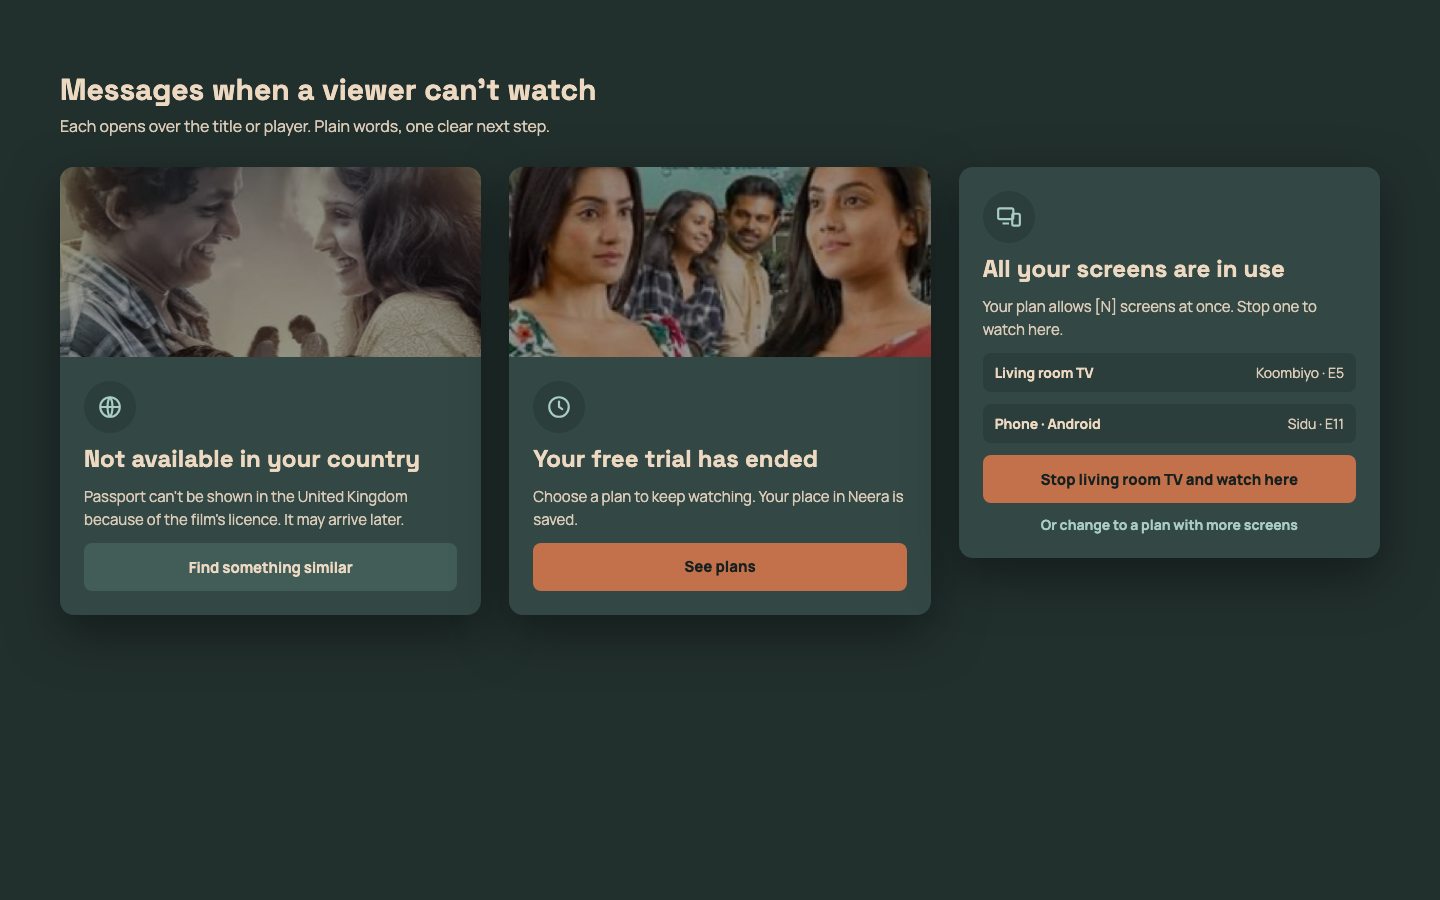 Messages when a viewer can’t watch
Each opens over the title or player. Plain words, one clear next step.
Not available in your country
Passport can't be shown in the United Kingdom
because of the film's licence. It may arrive later.
Find something similar
Your free trial has ended
Choose a plan to keep watching. Your place in Neera is
saved.
See plans
All your screens are in use
Your plan allows [N] screens at once. Stop one to
watch here.
Living room TV Koombiyo · E5
Phone · Android Sidu · E11
Stop living room TV and watch here
Or change to a plan with more screens